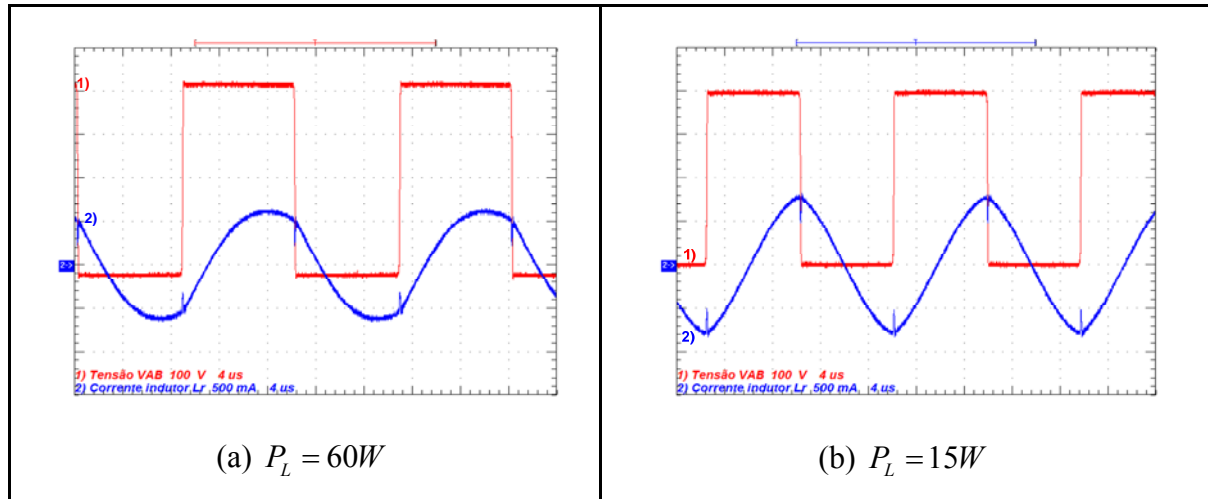 1)
2)
2->
1) Tensão VAB 100 V 4 us
2) Corrente indutor Lr 500 mA 4 us
(a) P_L = 60W
1)
2->
2)
1) Tensão VAB 100 V 4 us
2) Corrente indutor Lr 500 mA 4 us
(b) P_L = 15W